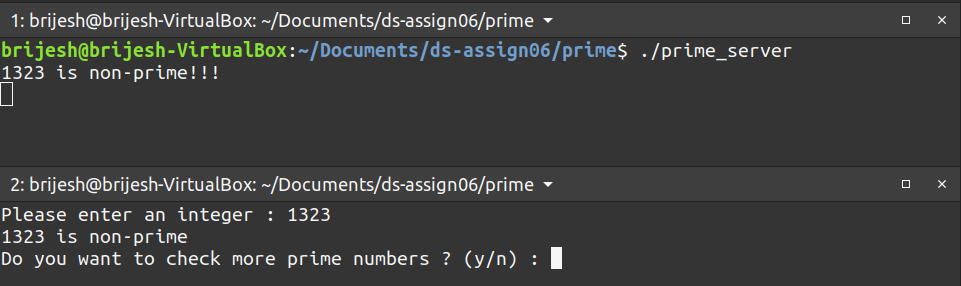 1: brijesh@brijesh-VirtualBox: ~/Documents/ds-assign06/prime
brijesh@brijesh-VirtualBox:~/Documents/ds-assign06/prime$ ./prime_server
1323 is non-prime!!!
2: brijesh@brijesh-VirtualBox: ~/Documents/ds-assign06/prime
Please enter an integer : 1323
1323 is non-prime
Do you want to check more prime numbers ? (y/n) :